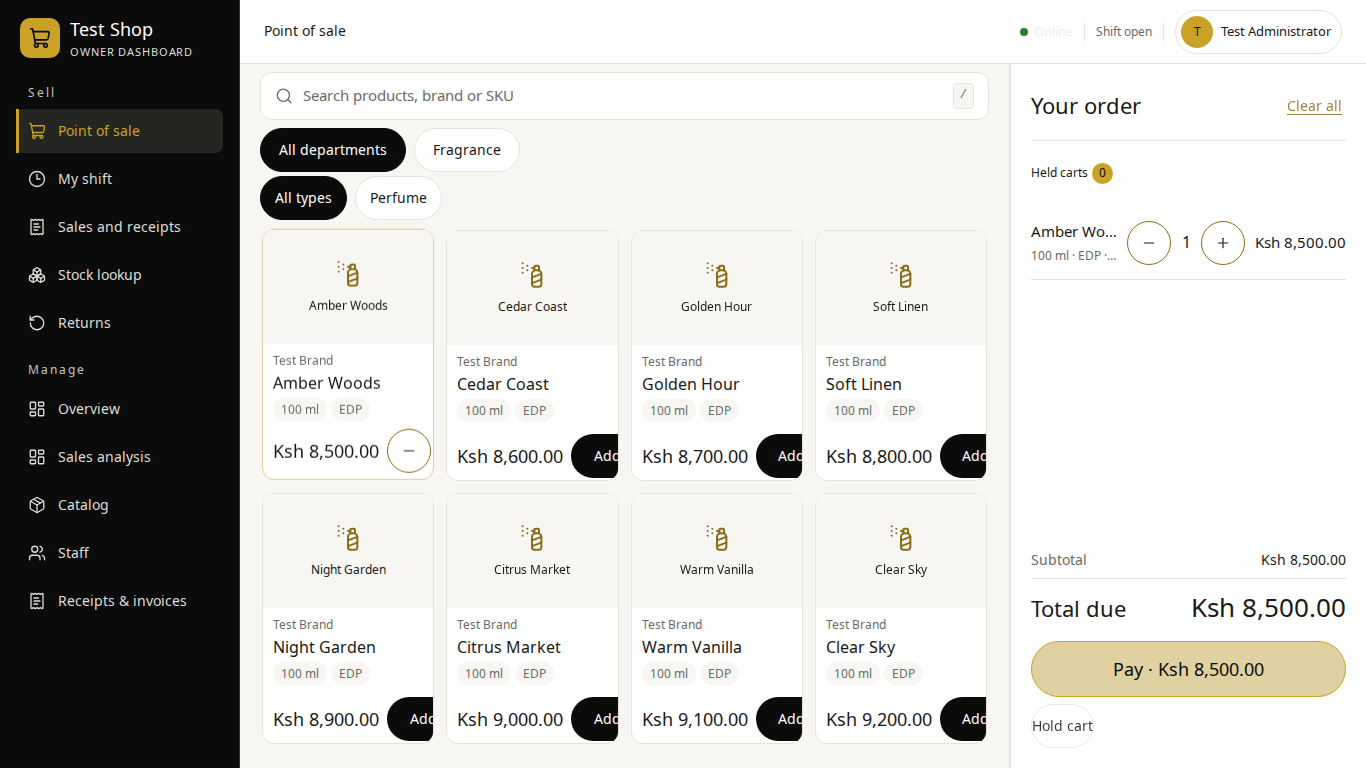 Test Shop
OWNER DASHBOARD
Sell
Point of sale
My shift
Sales and receipts
Stock lookup
Returns
Manage
Overview
Sales analysis
Catalog
Staff
Receipts & invoices
Point of sale
Online
Shift open
T
Test Administrator
Search products, brand or SKU
/
All departments
Fragrance
All types
Perfume
Amber Woods
Test Brand
Amber Woods
100 ml
EDP
Ksh 8,500.00
−
Cedar Coast
Test Brand
Cedar Coast
100 ml
EDP
Ksh 8,600.00
Add
Golden Hour
Test Brand
Golden Hour
100 ml
EDP
Ksh 8,700.00
Add
Soft Linen
Test Brand
Soft Linen
100 ml
EDP
Ksh 8,800.00
Add
Night Garden
Test Brand
Night Garden
100 ml
EDP
Ksh 8,900.00
Add
Citrus Market
Test Brand
Citrus Market
100 ml
EDP
Ksh 9,000.00
Add
Warm Vanilla
Test Brand
Warm Vanilla
100 ml
EDP
Ksh 9,100.00
Add
Clear Sky
Test Brand
Clear Sky
100 ml
EDP
Ksh 9,200.00
Add
Your order
Clear all
Held carts 0
Amber Wo...
100 ml · EDP ·...
− 1 +
Ksh 8,500.00
Subtotal
Ksh 8,500.00
Total due
Ksh 8,500.00
Pay · Ksh 8,500.00
Hold cart